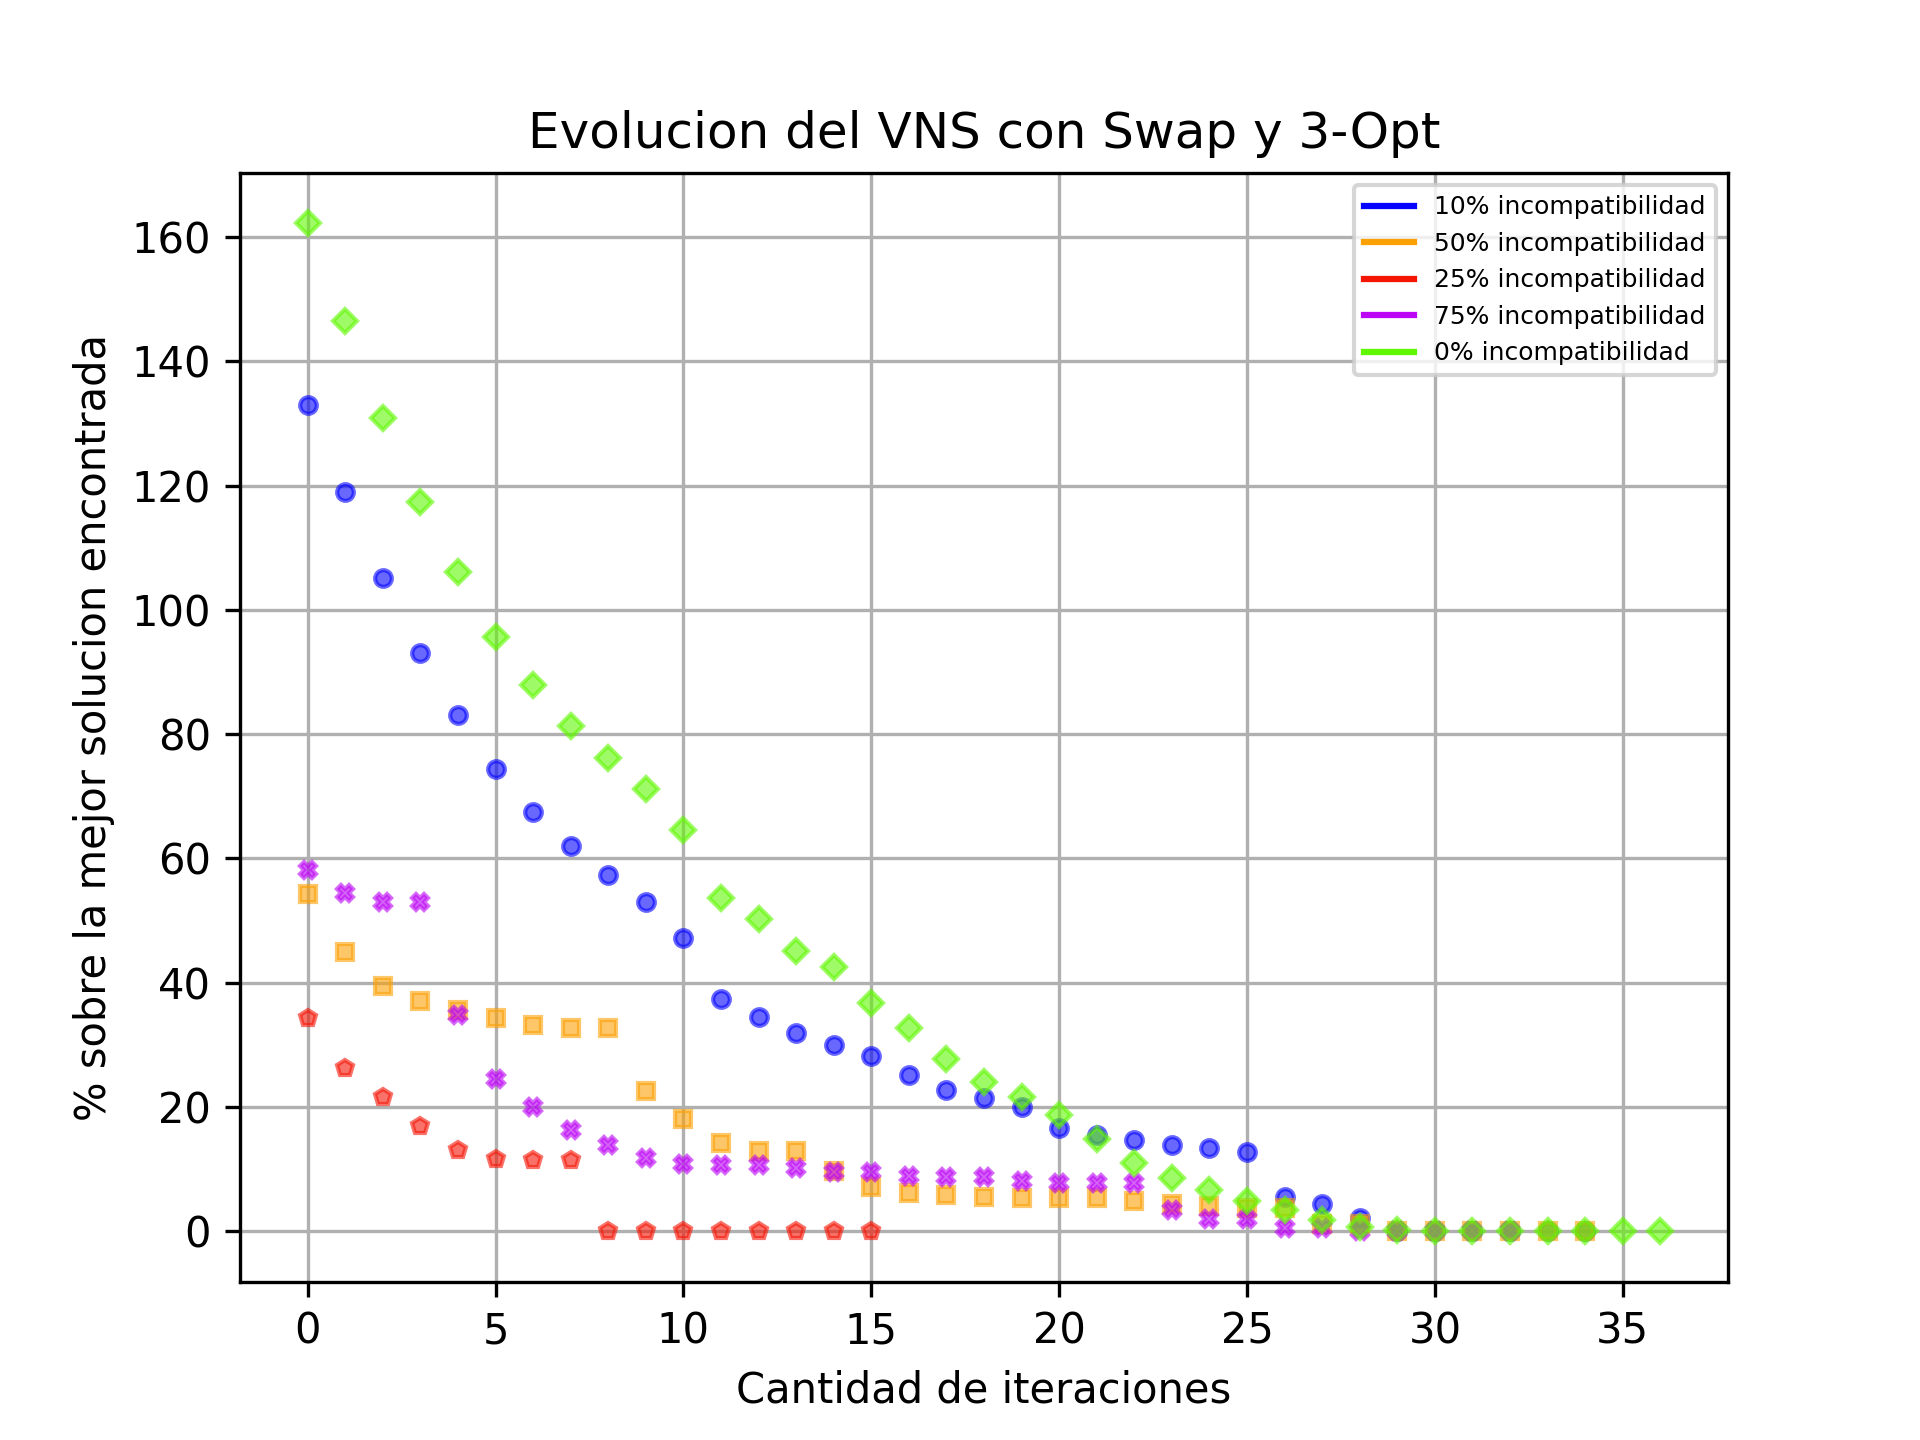 Evolucion del VNS con Swap y 3-Opt
% sobre la mejor solucion encontrada
160
140
120
100
80
60
40
20
0
10% incompatibilidad
50% incompatibilidad
25% incompatibilidad
75% incompatibilidad
0% incompatibilidad
0 5 10 15 20 25 30 35
Cantidad de iteraciones